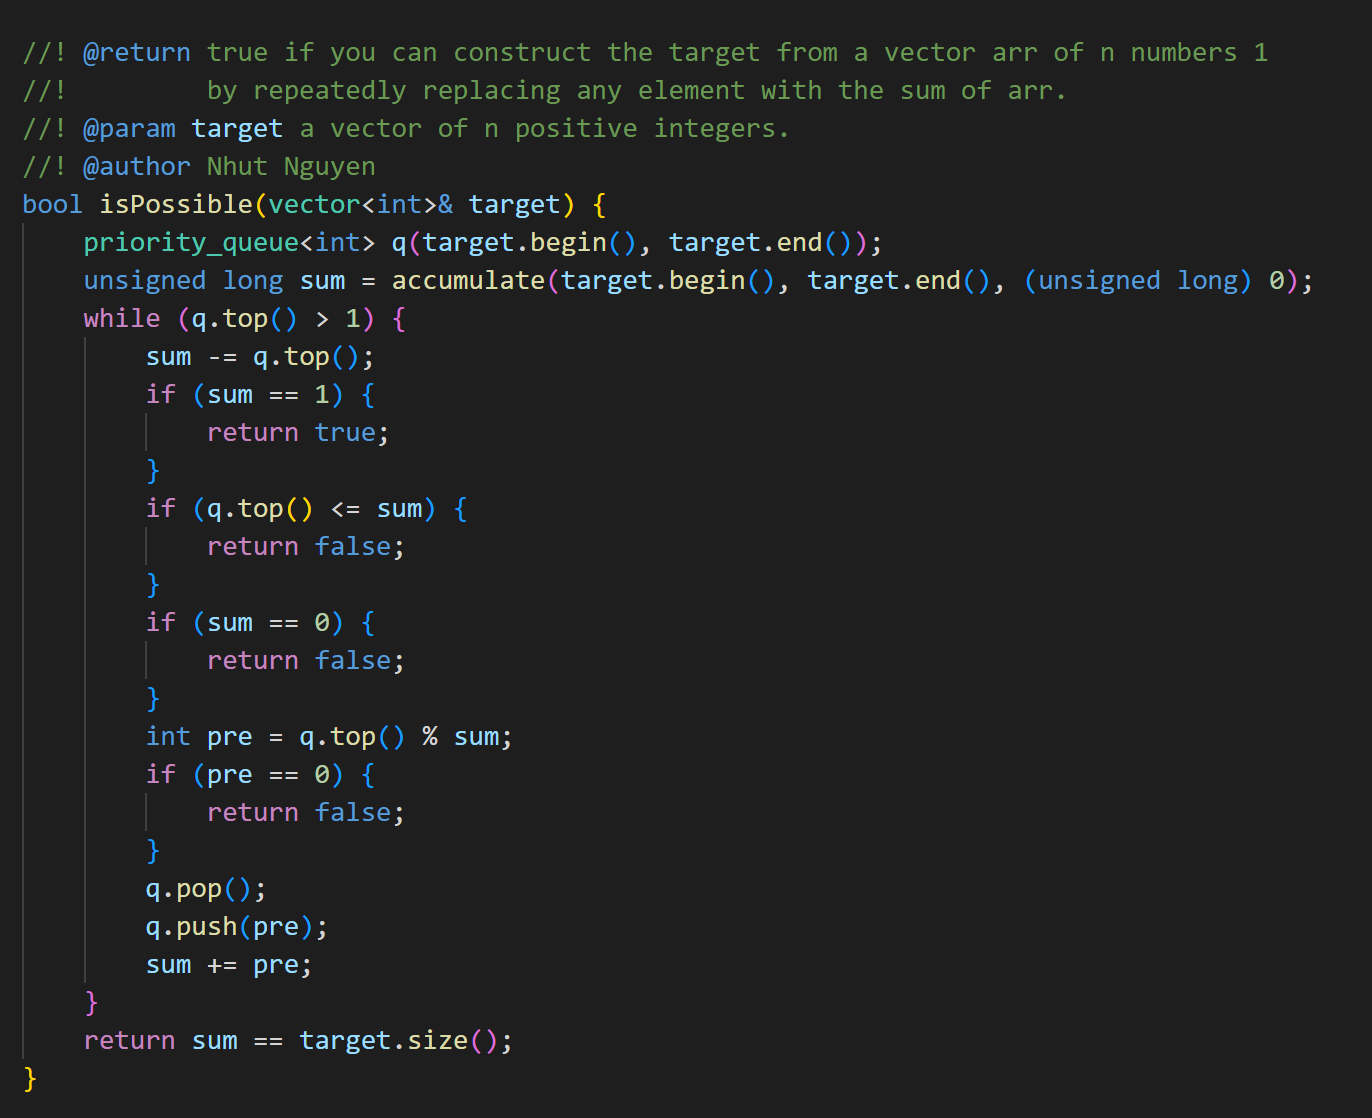 //! @return true if you can construct the target from a vector arr of n numbers 1
//!         by repeatedly replacing any element with the sum of arr.
//! @param target a vector of n positive integers.
//! @author Nhut Nguyen
bool isPossible(vector<int>& target) {
    priority_queue<int> q(target.begin(), target.end());
    unsigned long sum = accumulate(target.begin(), target.end(), (unsigned long) 0);
    while (q.top() > 1) {
        sum -= q.top();
        if (sum == 1) {
            return true;
        }
        if (q.top() <= sum) {
            return false;
        }
        if (sum == 0) {
            return false;
        }
        int pre = q.top() % sum;
        if (pre == 0) {
            return false;
        }
        q.pop();
        q.push(pre);
        sum += pre;
    }
    return sum == target.size();
}